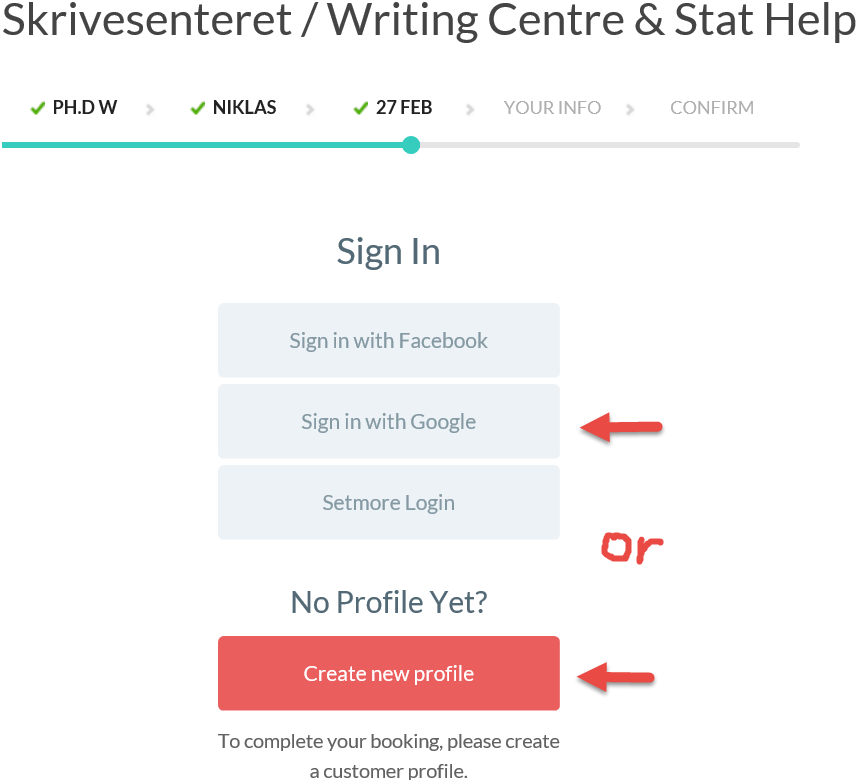 Skrivesenteret / Writing Centre & Stat Help
PH.D W NIKLAS 27 FEB YOUR INFO CONFIRM
Sign In
Sign in with Facebook
Sign in with Google
Setmore Login
or
No Profile Yet?
Create new profile
To complete your booking, please create
a customer profile.